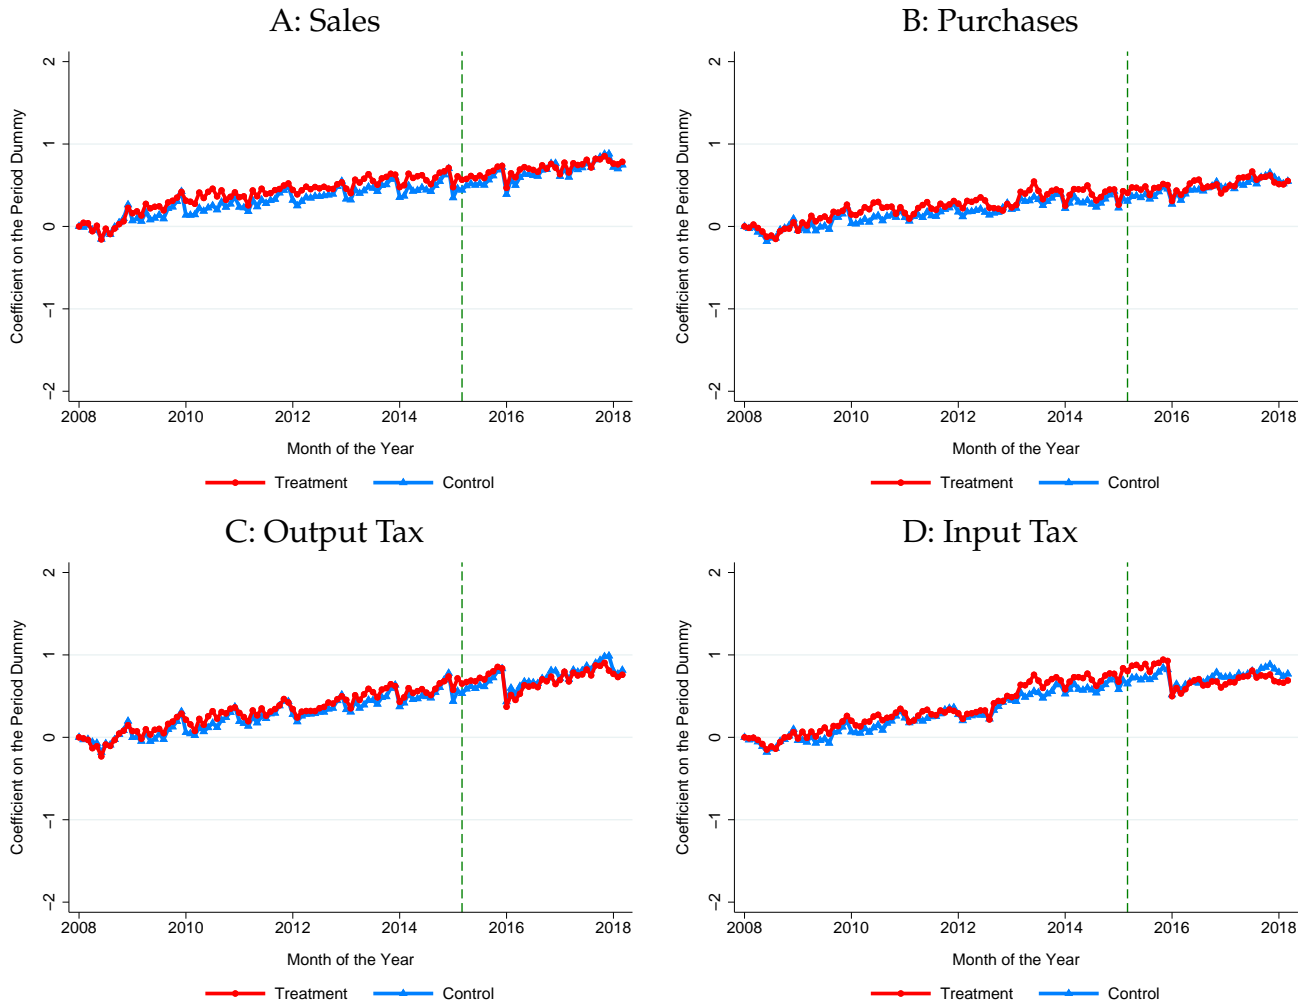 A: Sales
2
1
0
−1
−2
Coefficient on the Period Dummy
2008 2010 2012 2014 2016 2018
Month of the Year
Treatment Control
B: Purchases
2
1
0
−1
−2
Coefficient on the Period Dummy
2008 2010 2012 2014 2016 2018
Month of the Year
Treatment Control
C: Output Tax
2
1
0
−1
−2
Coefficient on the Period Dummy
2008 2010 2012 2014 2016 2018
Month of the Year
Treatment Control
D: Input Tax
2
1
0
−1
−2
Coefficient on the Period Dummy
2008 2010 2012 2014 2016 2018
Month of the Year
Treatment Control